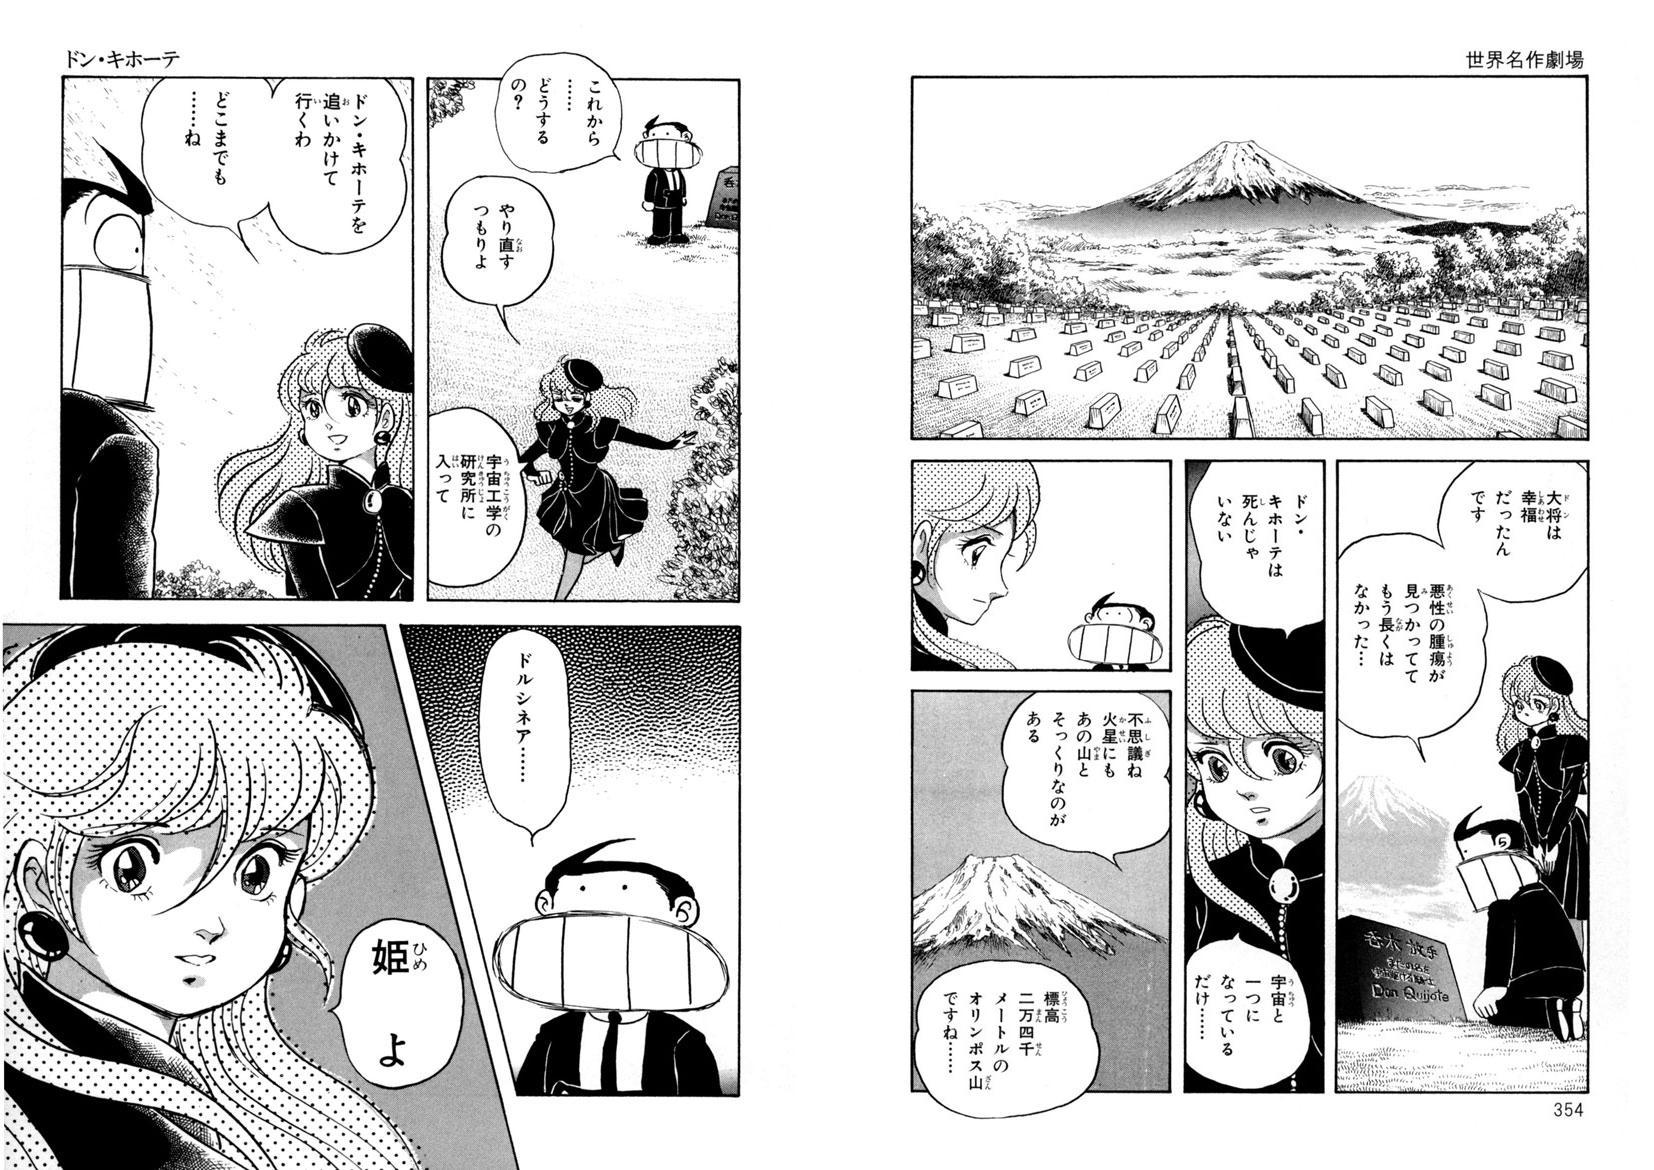 世界名作劇場
大将は
幸福
だったん
です
悪性の腫瘍が
見つかってて
もう長くは
なかった…
Don Quijote
ドン・
キホーテは
死んじゃ
いない
宇宙と
一つに
なっている
だけ……
不思議ね
火星にも
あの山と
そっくりなのが
ある
標高
二万四千
メートルの
オリンポス山
ですね……
354
ドン・キホーテ
これから
……
どうする
の?
やり直す
つもりよ
宇宙工学の
研究所に
入って
ドン・キホーテを
追いかけて
行くわ
どこまでも
……ね
ドルシネア……
姫
よ